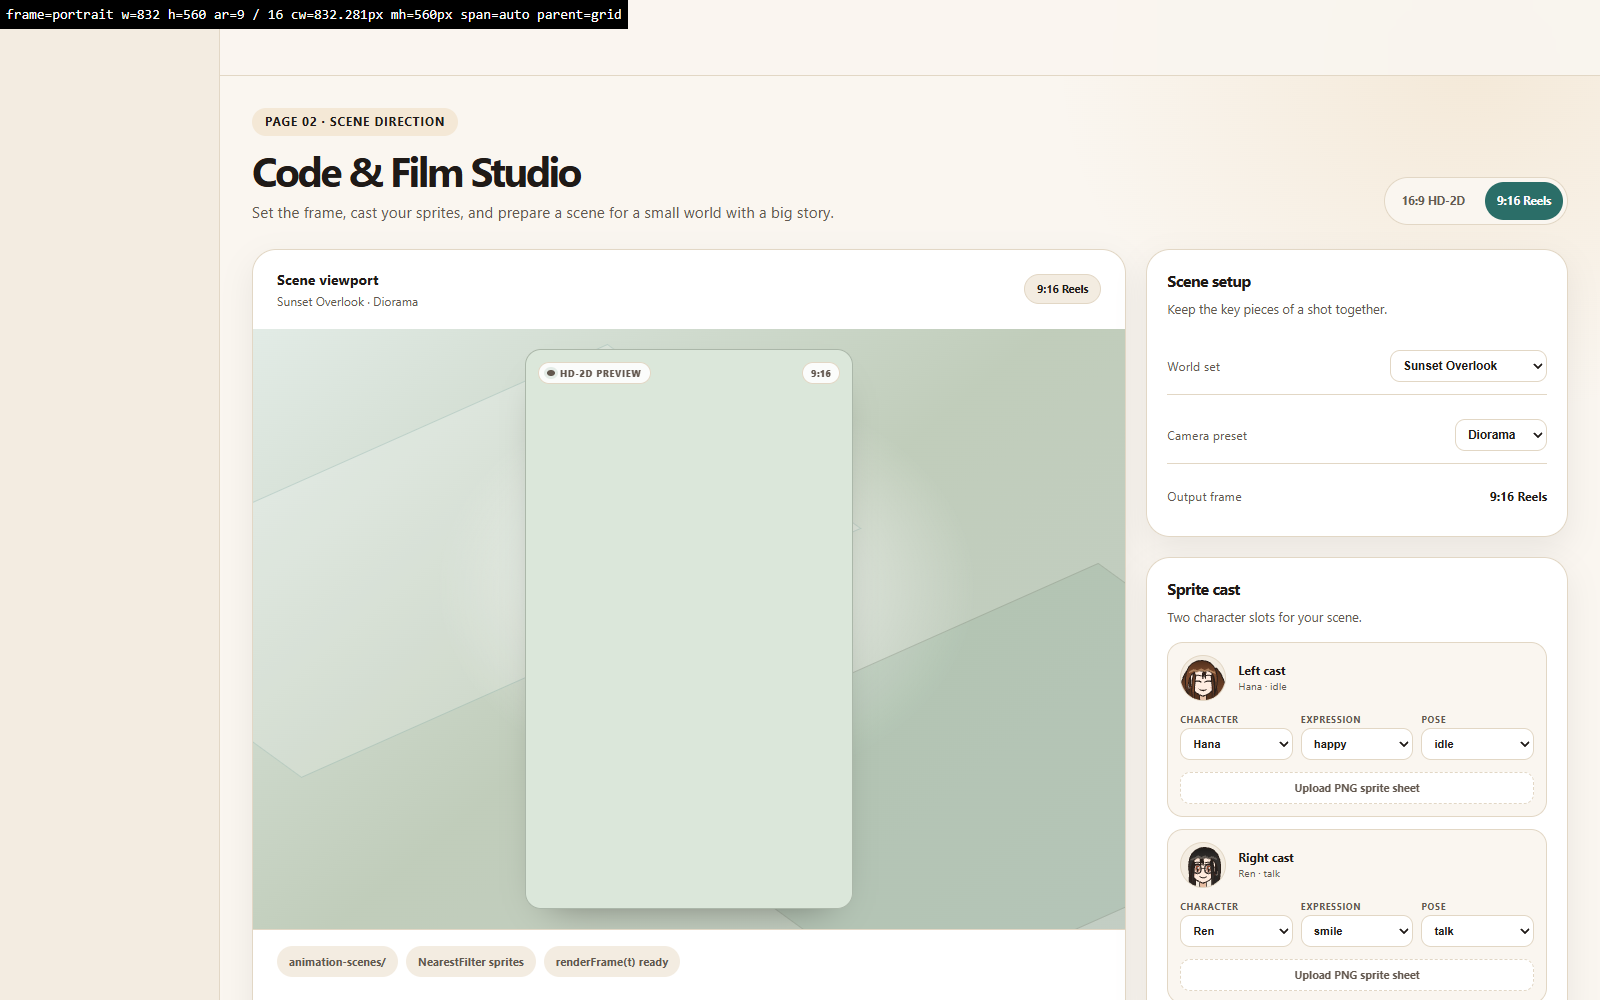 frame=portrait w=832 h=560 ar=9 / 16 cw=832.281px mh=560px span=auto parent=grid
PAGE 02 · SCENE DIRECTION
Code & Film Studio
Set the frame, cast your sprites, and prepare a scene for a small world with a big story.
16:9 HD-2D
9:16 Reels
Scene viewport
Sunset Overlook · Diorama
9:16 Reels
HD-2D PREVIEW
9:16
animation-scenes/
NearestFilter sprites
renderFrame(t) ready
Scene setup
Keep the key pieces of a shot together.
World set
Sunset Overlook
Camera preset
Diorama
Output frame
9:16 Reels
Sprite cast
Two character slots for your scene.
Left cast
Hana · idle
CHARACTER
EXPRESSION
POSE
Hana
happy
idle
Upload PNG sprite sheet
Right cast
Ren · talk
CHARACTER
EXPRESSION
POSE
Ren
smile
talk
Upload PNG sprite sheet